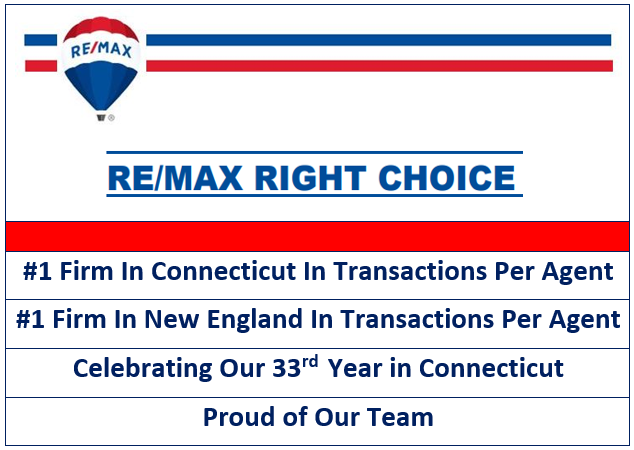 RE/MAX
®
RE/MAX RIGHT CHOICE
#1 Firm In Connecticut In Transactions Per Agent
#1 Firm In New England In Transactions Per Agent
Celebrating Our 33rd Year in Connecticut
Proud of Our Team